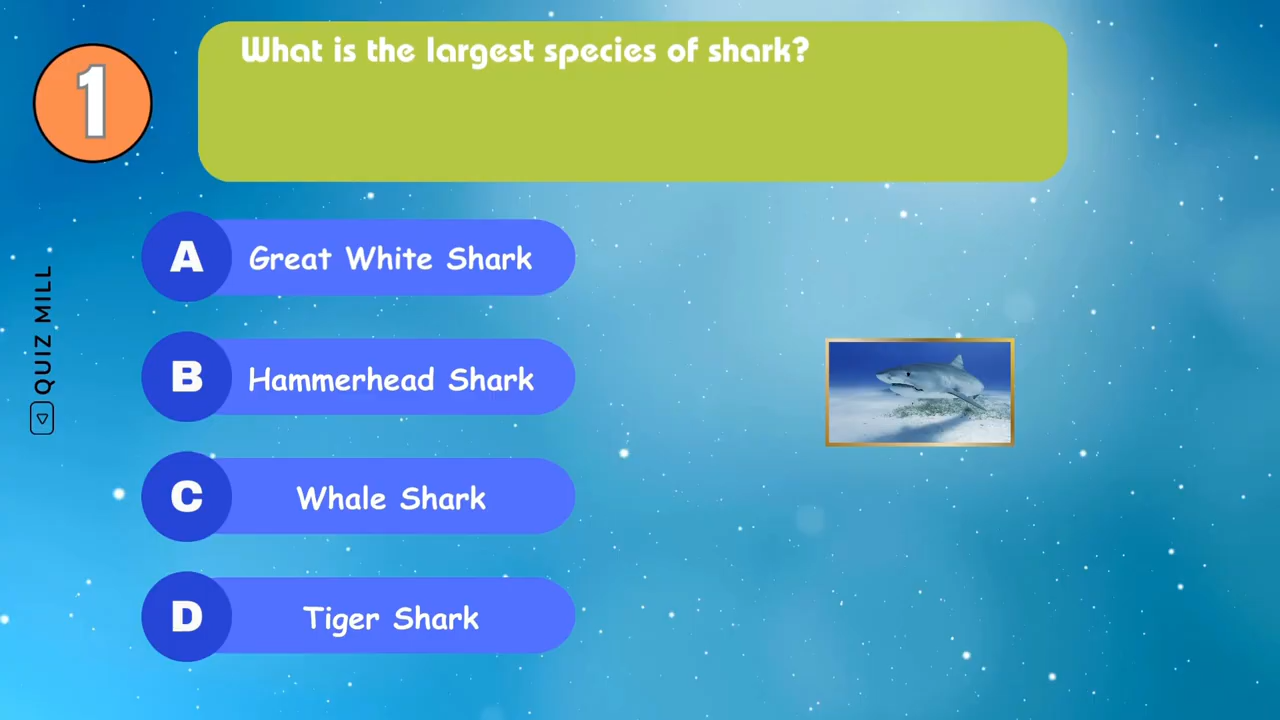 1
What is the largest species of shark?
A Great White Shark
B Hammerhead Shark
C Whale Shark
D Tiger Shark
QUIZ MILL